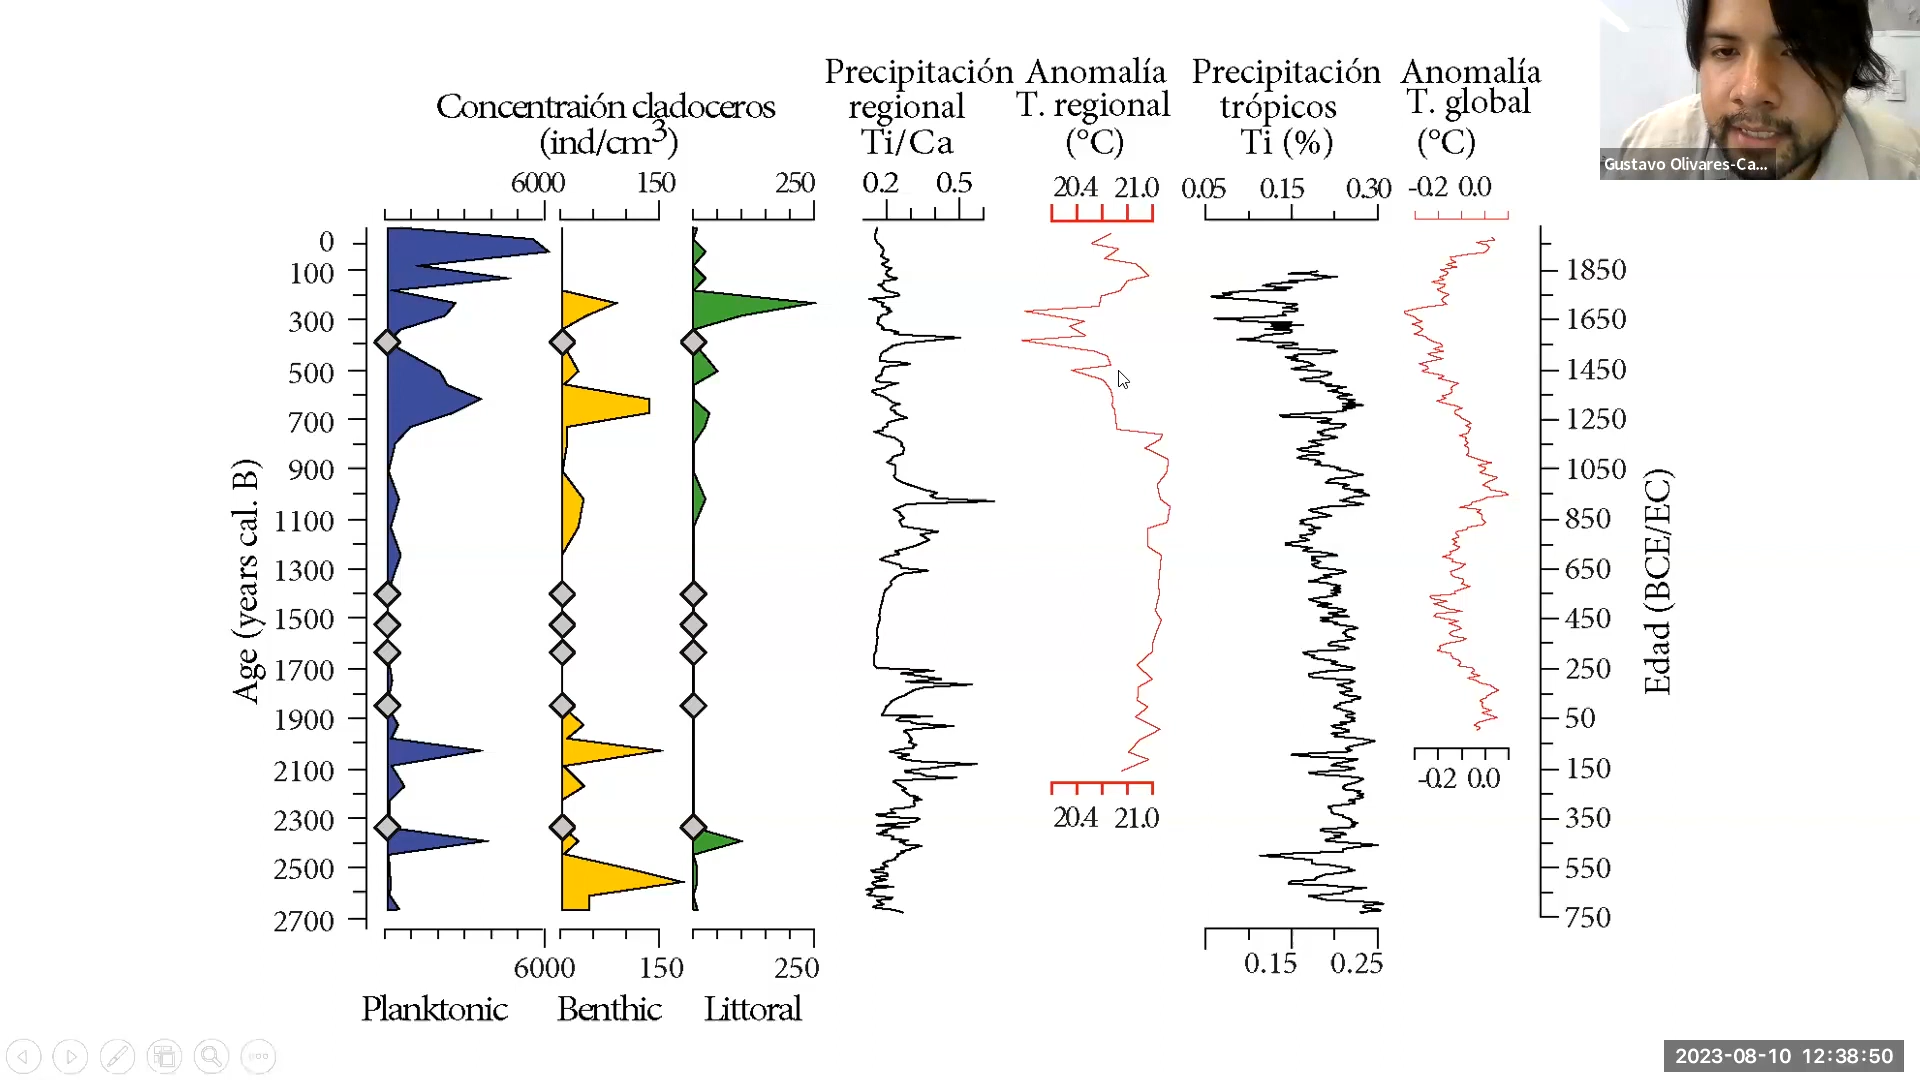 Concentraión cladoceros
(ind/cm³)
Precipitación
regional
Ti/Ca
Anomalía
T. regional
(°C)
Precipitación
trópicos
Ti (%)
Anomalía
T. global
(°C)
Gustavo Olivares-Ca...
6000 150 250 0.2 0.5 20.4 21.0 0.05 0.15 0.30 -0.2 0.0
0
100
300
500
700
900
1100
1300
1500
1700
1900
2100
2300
2500
2700
Age (years cal. B)
1850
1650
1450
1250
1050
850
650
450
250
50
150
350
550
750
Edad (BCE/EC)
-0.2 0.0
20.4 21.0
6000 150 250 0.15 0.25
Planktonic Benthic Littoral
2023-08-10 12:38:50